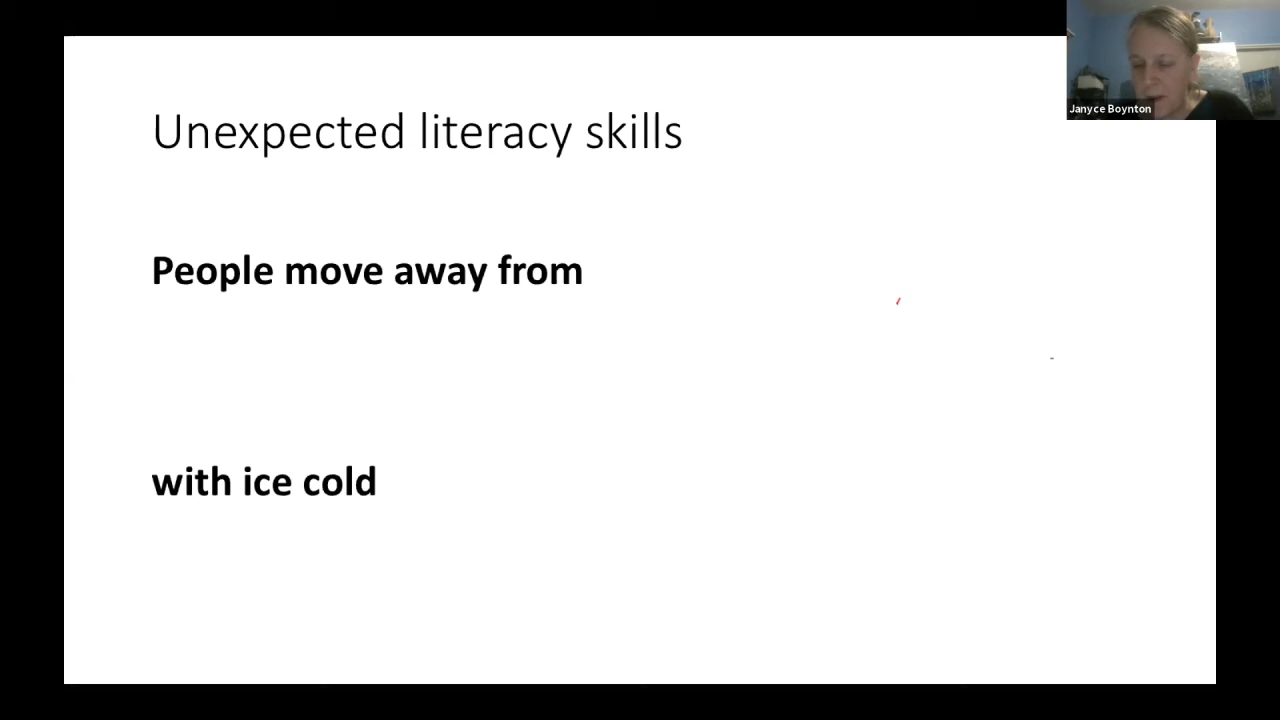 Janyce Boynton
Unexpected literacy skills
People move away from
with ice cold